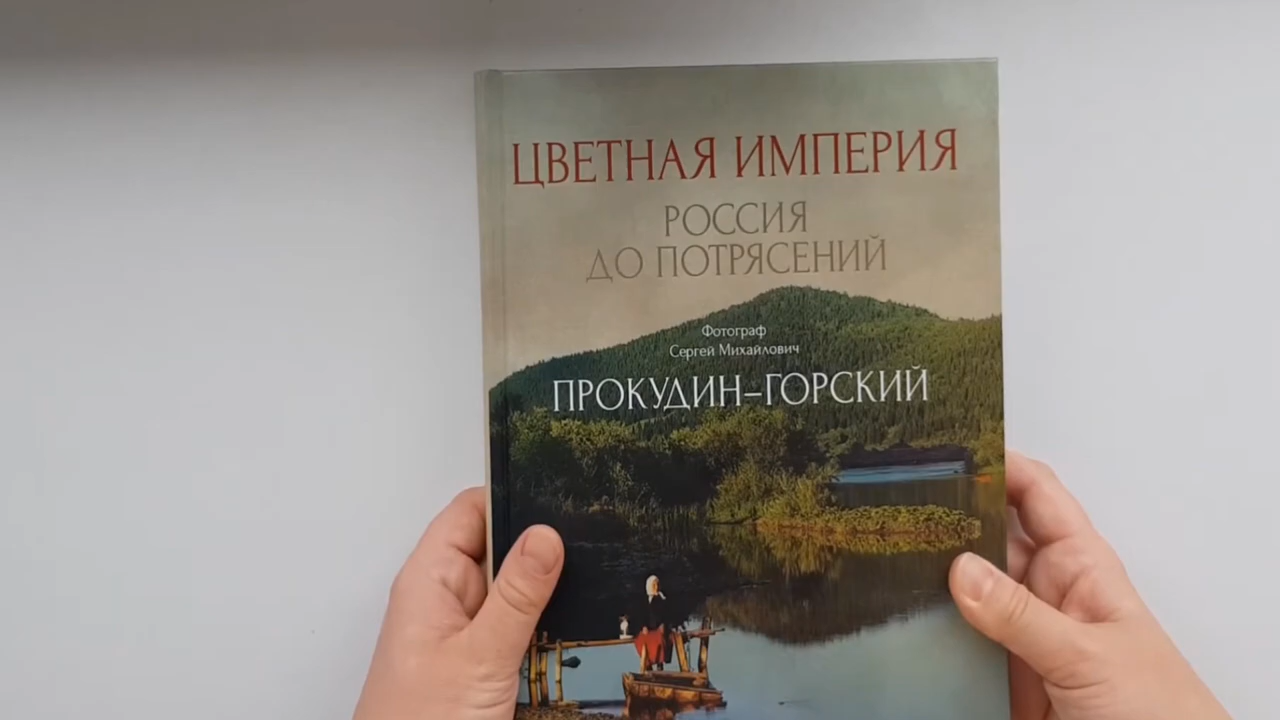 ЦВЕТНАЯ ИМПЕРИЯ
РОССИЯ
ДО ПОТРЯСЕНИЙ
Фотограф
Сергей Михайлович
ПРОКУДИН-ГОРСКИЙ